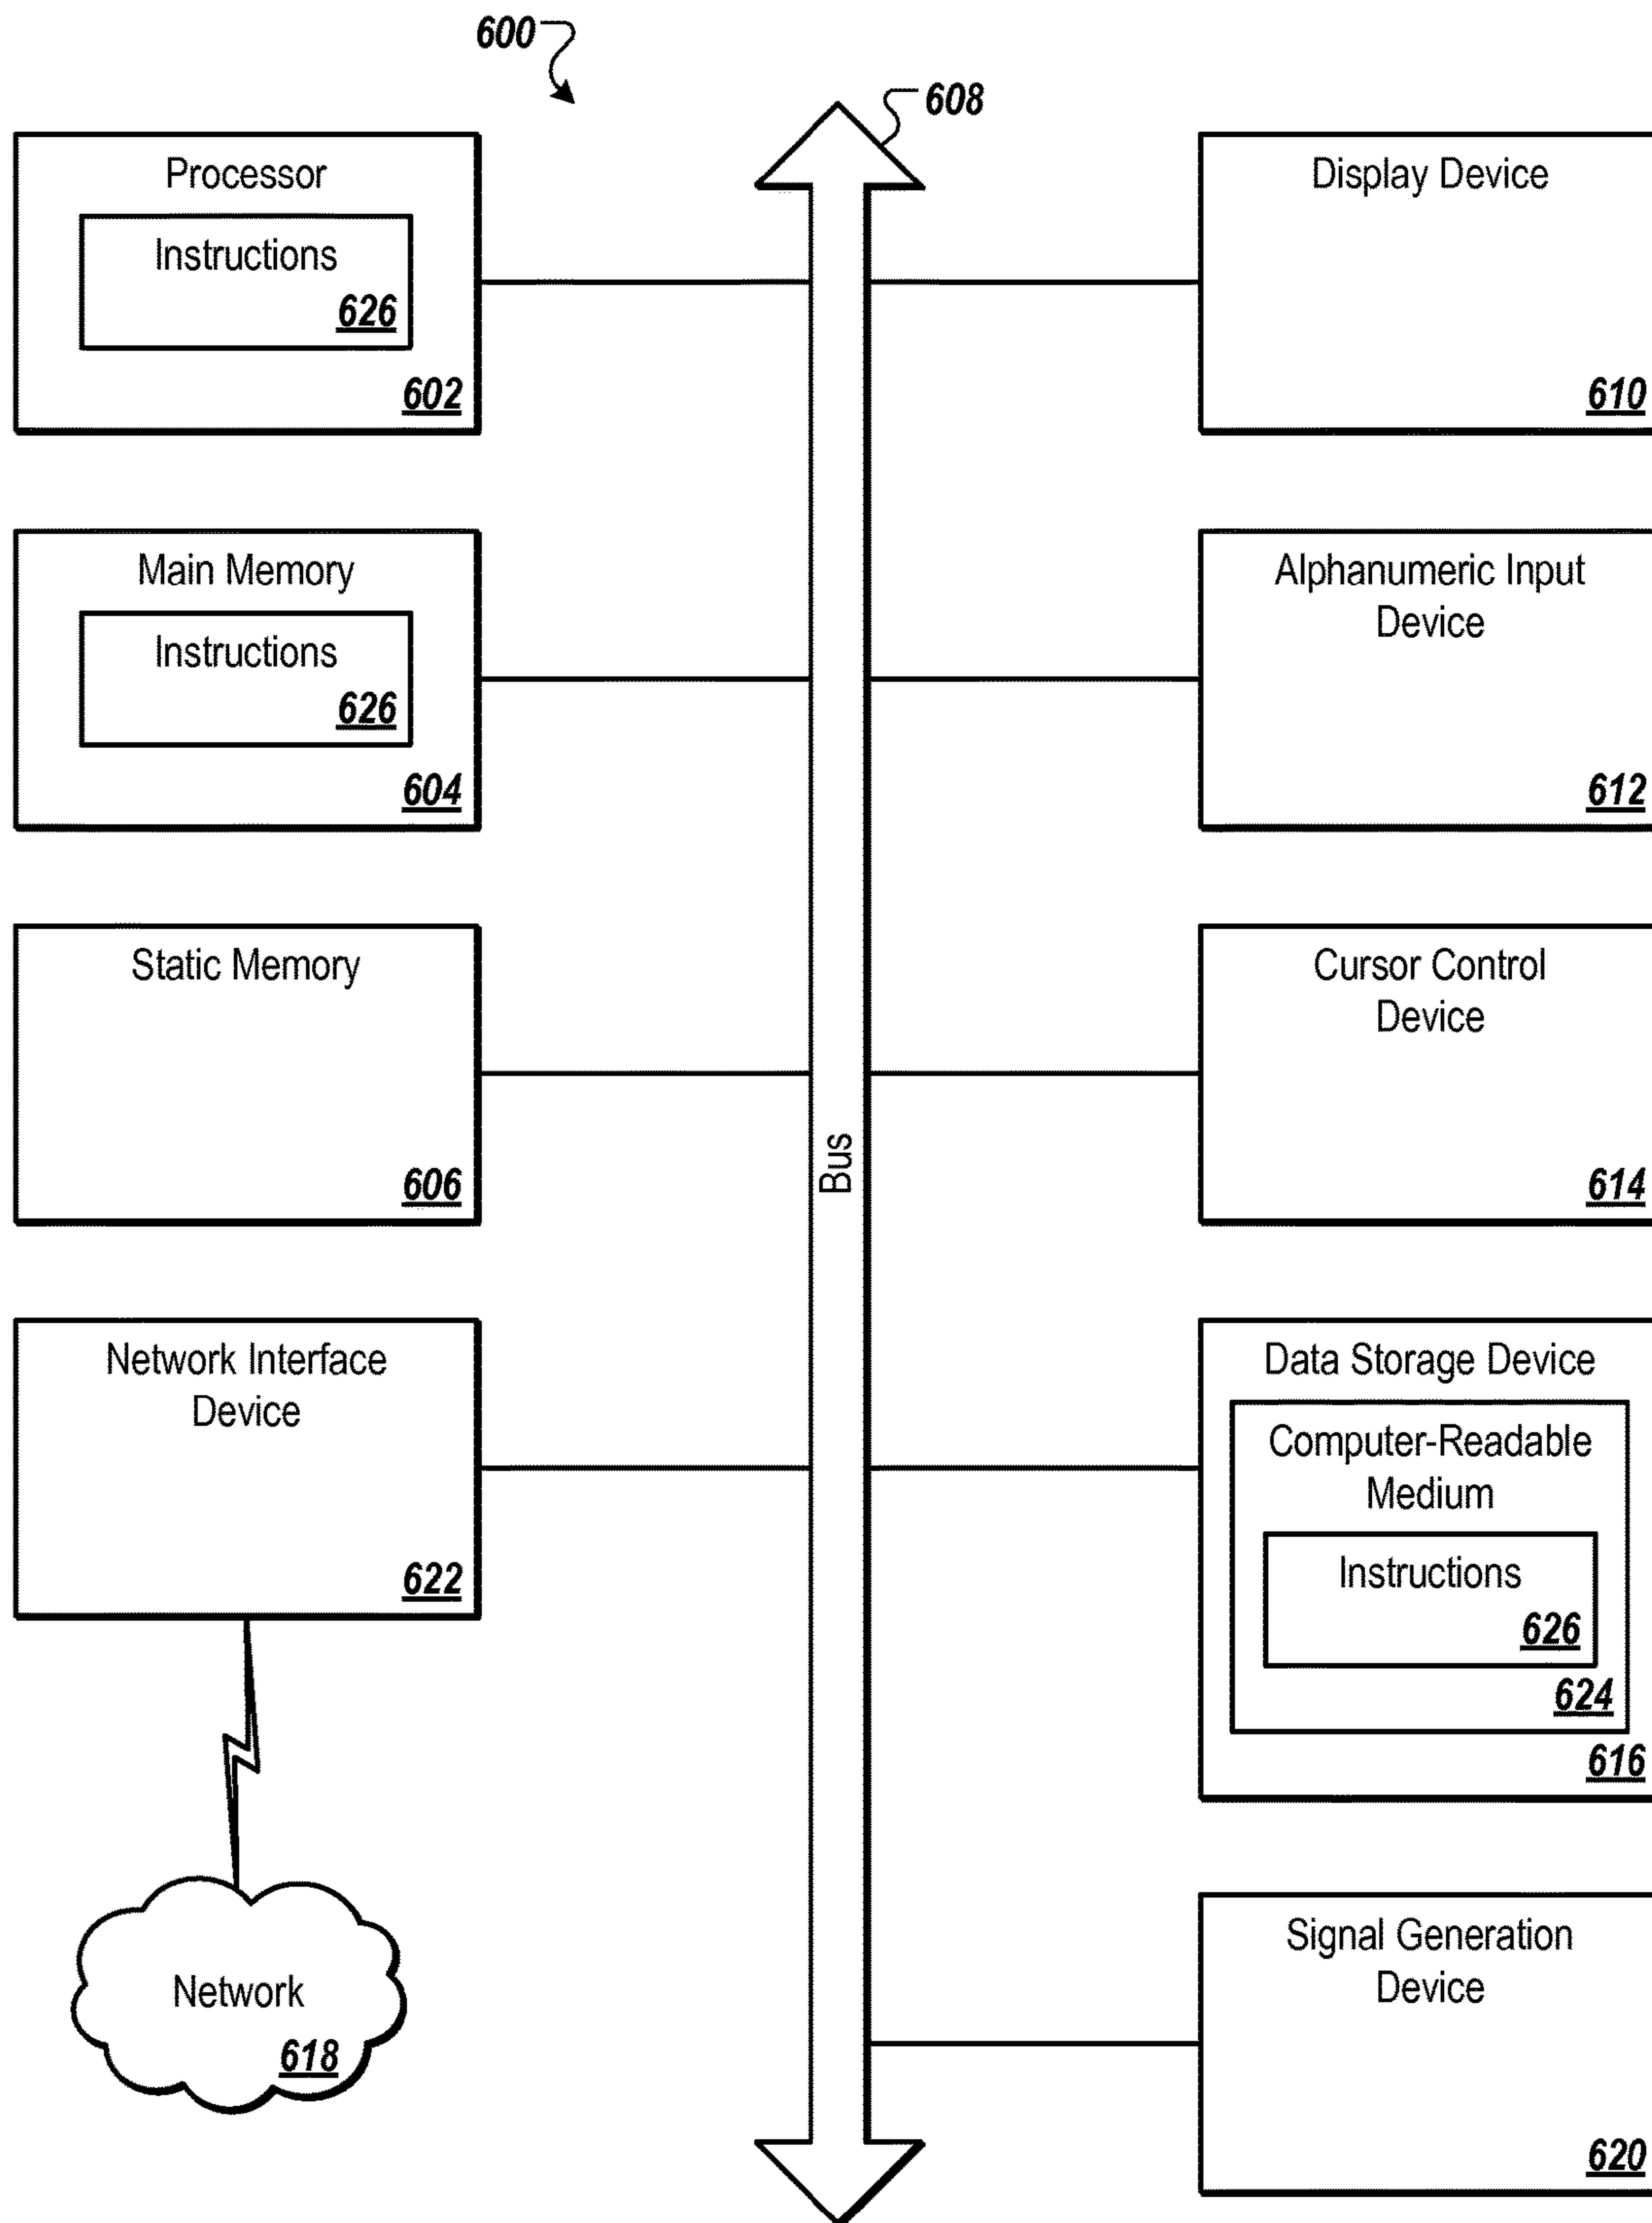 600
608
Processor
Instructions
626
602
Display Device
610
Main Memory
Instructions
626
604
Alphanumeric Input
Device
612
Static Memory
606
Cursor Control
Device
614
Bus
Network Interface
Device
622
Data Storage Device
Computer-Readable
Medium
Instructions
626
624
616
Network
618
Signal Generation
Device
620